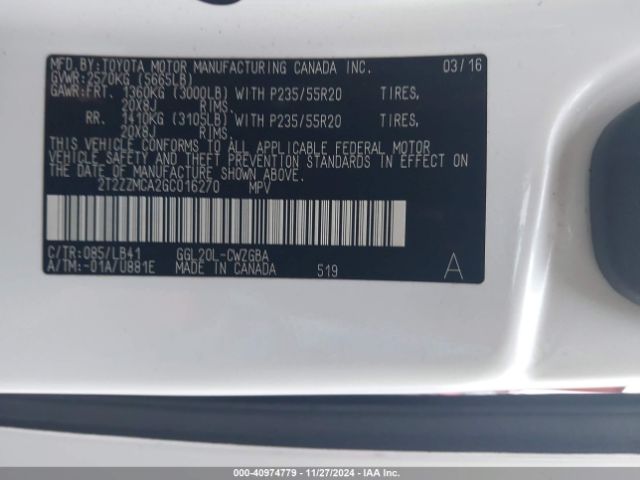 MFD. BY: TOYOTA MOTOR MANUFACTURING CANADA INC. 03/16
GVWR: 2570KG (5665LB)
GAWR: FRT. 1360KG (3000LB) WITH P235/55R20 TIRES,
20X8J RIMS.
RR. 1410KG (3105LB) WITH P235/55R20 TIRES,
20X8J RIMS.
THIS VEHICLE CONFORMS TO ALL APPLICABLE FEDERAL MOTOR
VEHICLE SAFETY AND THEFT PREVENTION STANDARDS IN EFFECT
ON THE DATE OF MANUFACTURE SHOWN ABOVE.
2T2ZZMCA2GC016270 MPV
C/TR: 085/LB41 GGL20L-CWZGBA
A/TM: -01A/U881E MADE IN CANADA 519 A
000-40974779 - 11/27/2024 - IAA Inc.